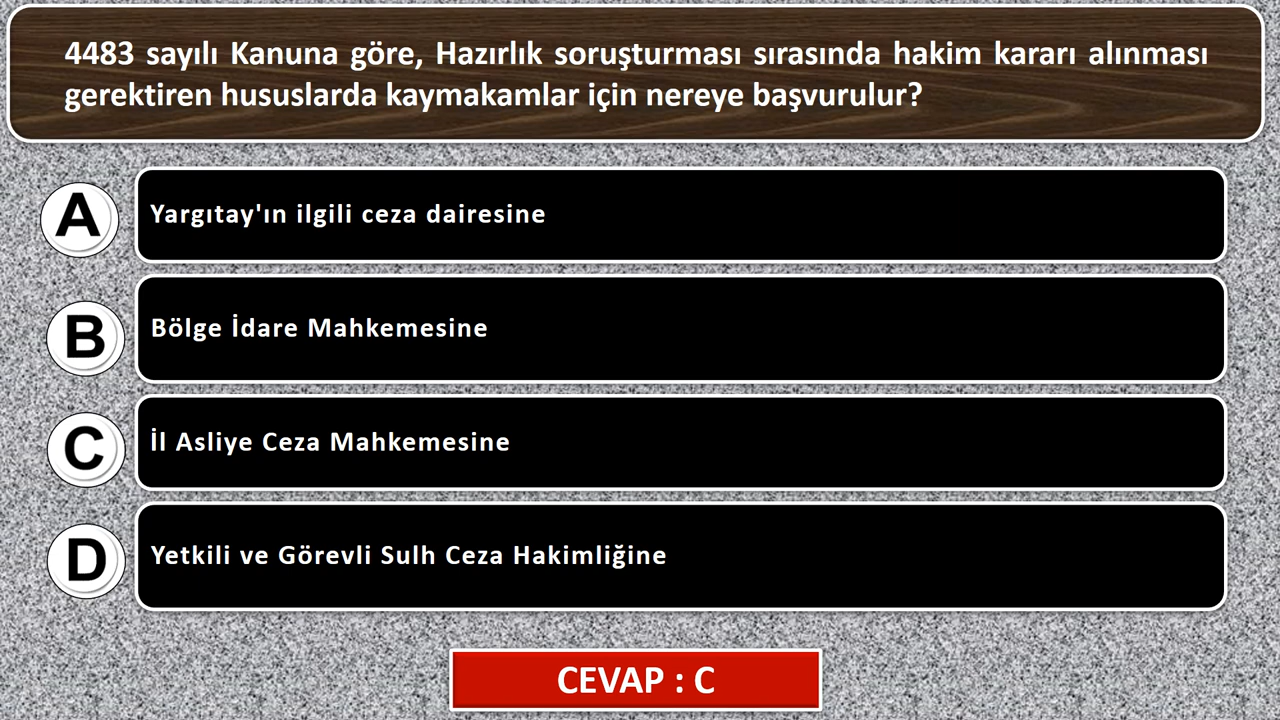 4483 sayılı Kanuna göre, Hazırlık soruşturması sırasında hakim kararı alınması
gerektiren hususlarda kaymakamlar için nereye başvurulur?
A
Yargıtay'ın ilgili ceza dairesine
B
Bölge İdare Mahkemesine
C
İl Asliye Ceza Mahkemesine
D
Yetkili ve Görevli Sulh Ceza Hakimliğine
CEVAP : C